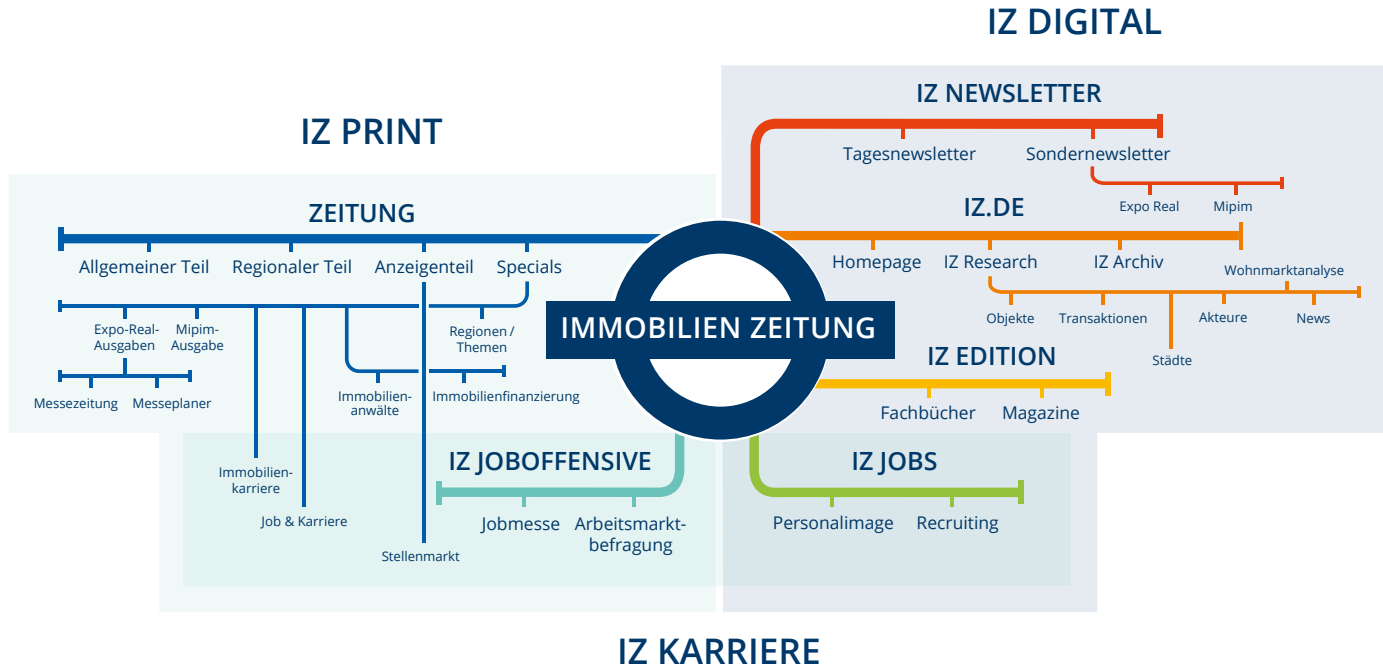 IZ DIGITAL
IZ NEWSLETTER
Tagesnewsletter
Sondernewsletter
Expo Real
Mipim
IZ.DE
Homepage
IZ Research
IZ Archiv
Wohnmarktanalyse
Objekte
Transaktionen
Städte
Akteure
News
IZ EDITION
Fachbücher
Magazine
IZ PRINT
ZEITUNG
Allgemeiner Teil
Regionaler Teil
Anzeigenteil
Specials
Expo-Real-
Ausgaben
Mipim-
Ausgabe
Regionen /
Themen
Messezeitung
Messeplaner
Immobilien-
anwälte
Immobilienfinanzierung
IMMOBILIEN ZEITUNG
Immobilien-
karriere
Job & Karriere
Stellenmarkt
IZ JOBOFFENSIVE
Jobmesse
Arbeitsmarkt-
befragung
IZ JOBS
Personalimage
Recruiting
IZ KARRIERE